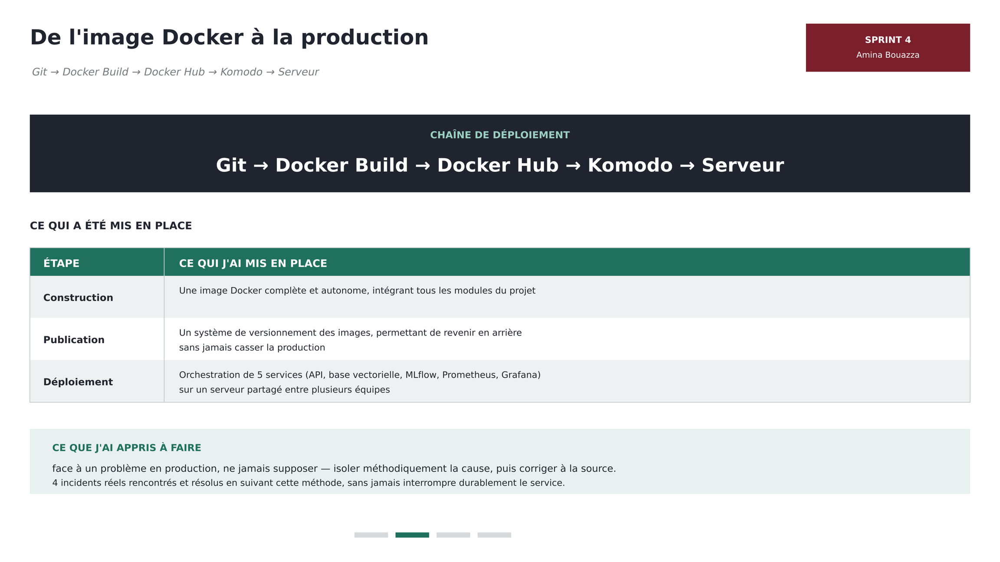 De l'image Docker à la production
SPRINT 4
Amina Bouazza
Git → Docker Build → Docker Hub → Komodo → Serveur
CHAÎNE DE DÉPLOIEMENT
Git → Docker Build → Docker Hub → Komodo → Serveur
CE QUI A ÉTÉ MIS EN PLACE
ÉTAPE
CE QUI J'AI MIS EN PLACE
Construction
Une image Docker complète et autonome, intégrant tous les modules du projet
Publication
Un système de versionnement des images, permettant de revenir en arrière
sans jamais casser la production
Déploiement
Orchestration de 5 services (API, base vectorielle, MLflow, Prometheus, Grafana)
sur un serveur partagé entre plusieurs équipes
CE QUE J'AI APPRIS À FAIRE
face à un problème en production, ne jamais supposer — isoler méthodiquement la cause, puis corriger à la source.
4 incidents réels rencontrés et résolus en suivant cette méthode, sans jamais interrompre durablement le service.